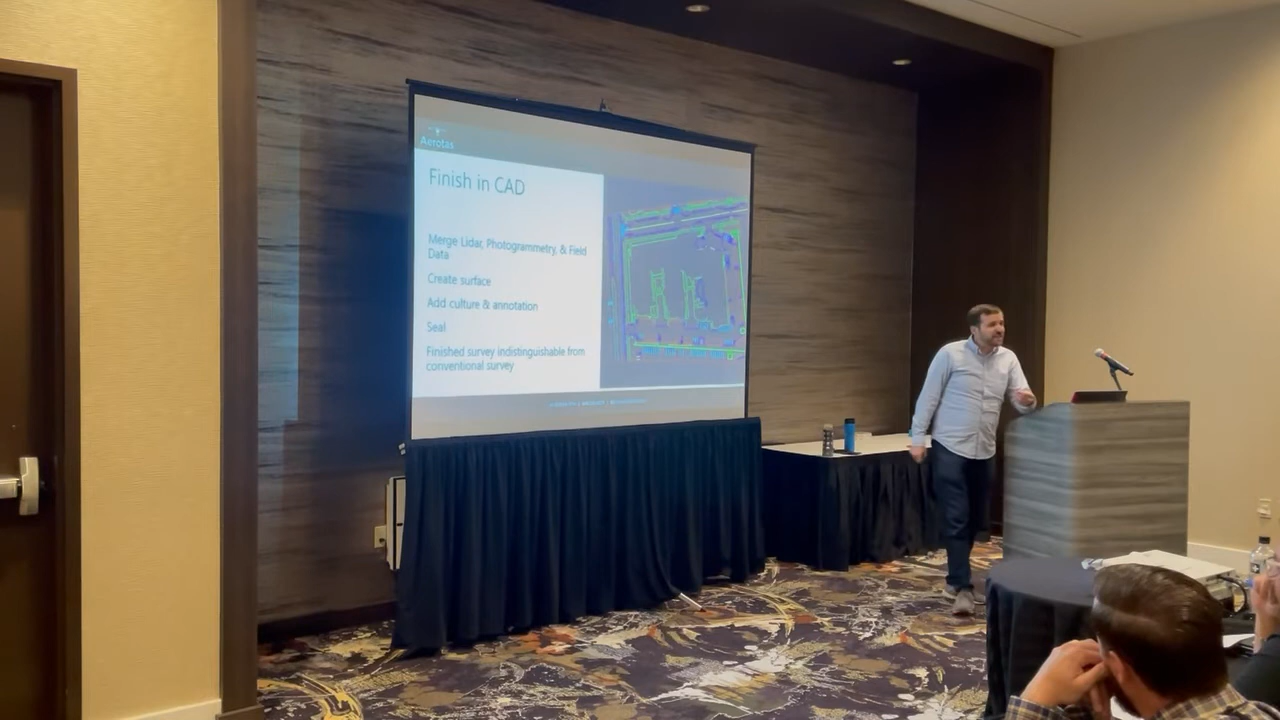 Aerotas
Finish in CAD
Merge Lidar, Photogrammetry, & Field
Data
Create surface
Add culture & annotation
Seal
Finished survey indistinguishable from
conventional survey